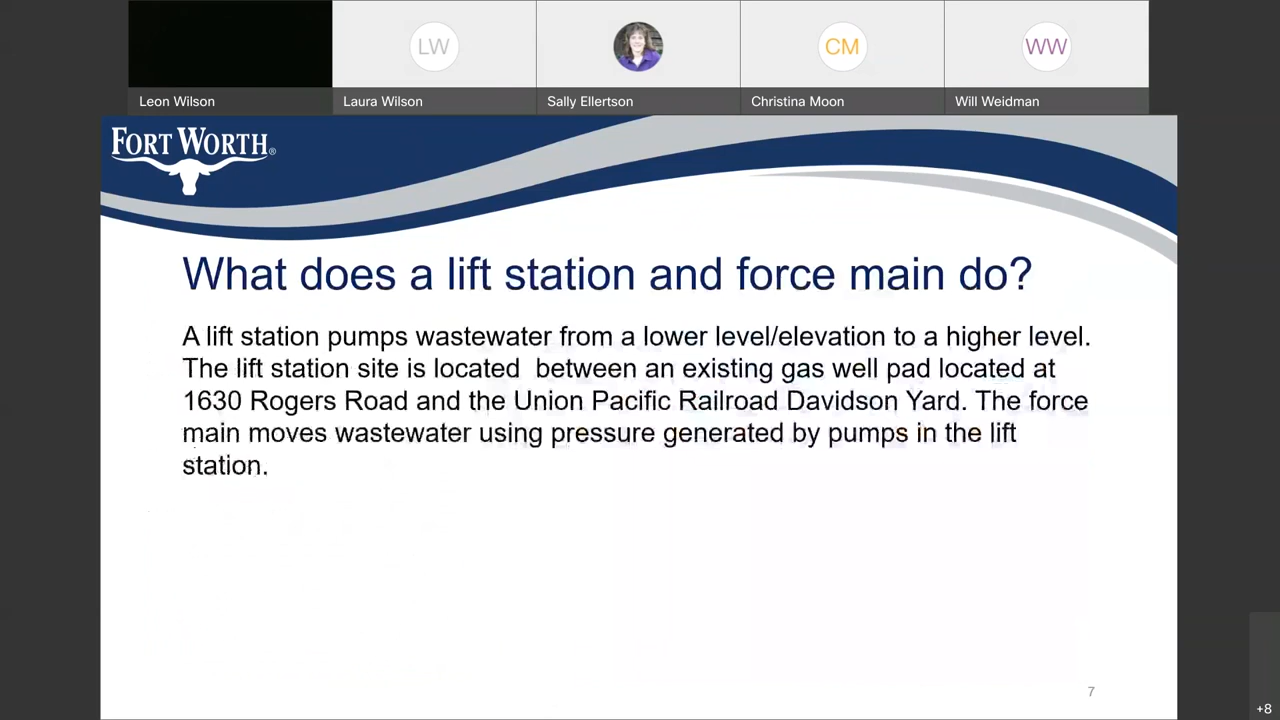 LW
CM
WW
Leon Wilson
Laura Wilson
Sally Ellertson
Christina Moon
Will Weidman
FORT WORTH®
What does a lift station and force main do?
A lift station pumps wastewater from a lower level/elevation to a higher level.
The lift station site is located between an existing gas well pad located at
1630 Rogers Road and the Union Pacific Railroad Davidson Yard. The force
main moves wastewater using pressure generated by pumps in the lift
station.
7
+8